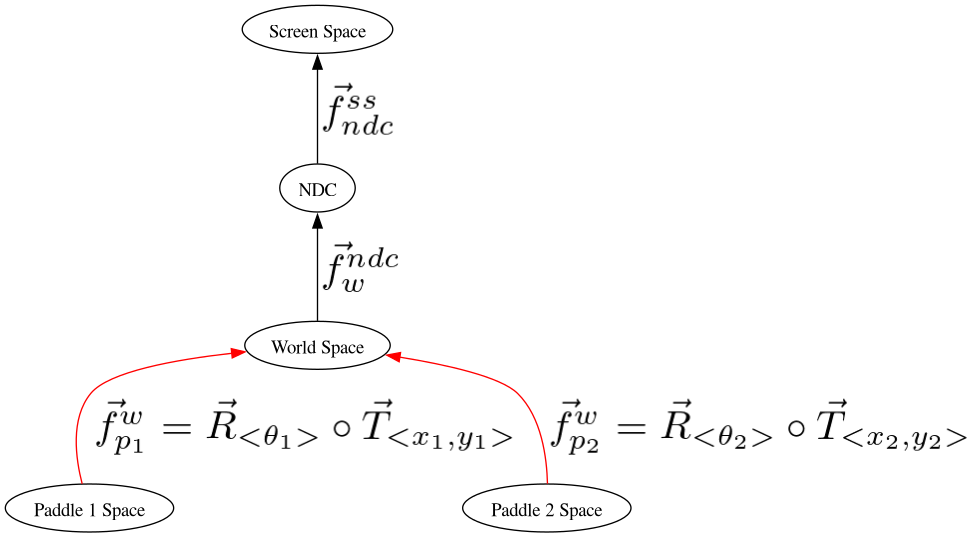 Screen Space
$\vec{f}_{ndc}^{ss}$
NDC
$\vec{f}_{w}^{ndc}$
World Space
$\vec{f}_{p_1}^{w} = \vec{R}_{<\theta_1>} \circ \vec{T}_{<x_1,y_1>}$
$\vec{f}_{p_2}^{w} = \vec{R}_{<\theta_2>} \circ \vec{T}_{<x_2,y_2>}$
Paddle 1 Space
Paddle 2 Space